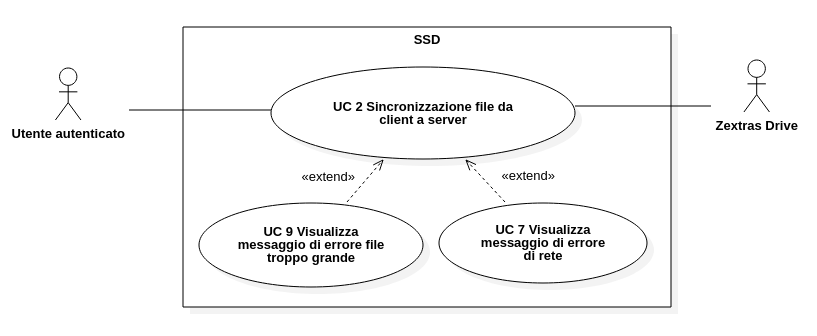 SSD
UC 2 Sincronizzazione file da
client a server
Utente autenticato
Zextras Drive
«extend»
«extend»
UC 9 Visualizza
messaggio di errore file
troppo grande
UC 7 Visualizza
messaggio di errore
di rete